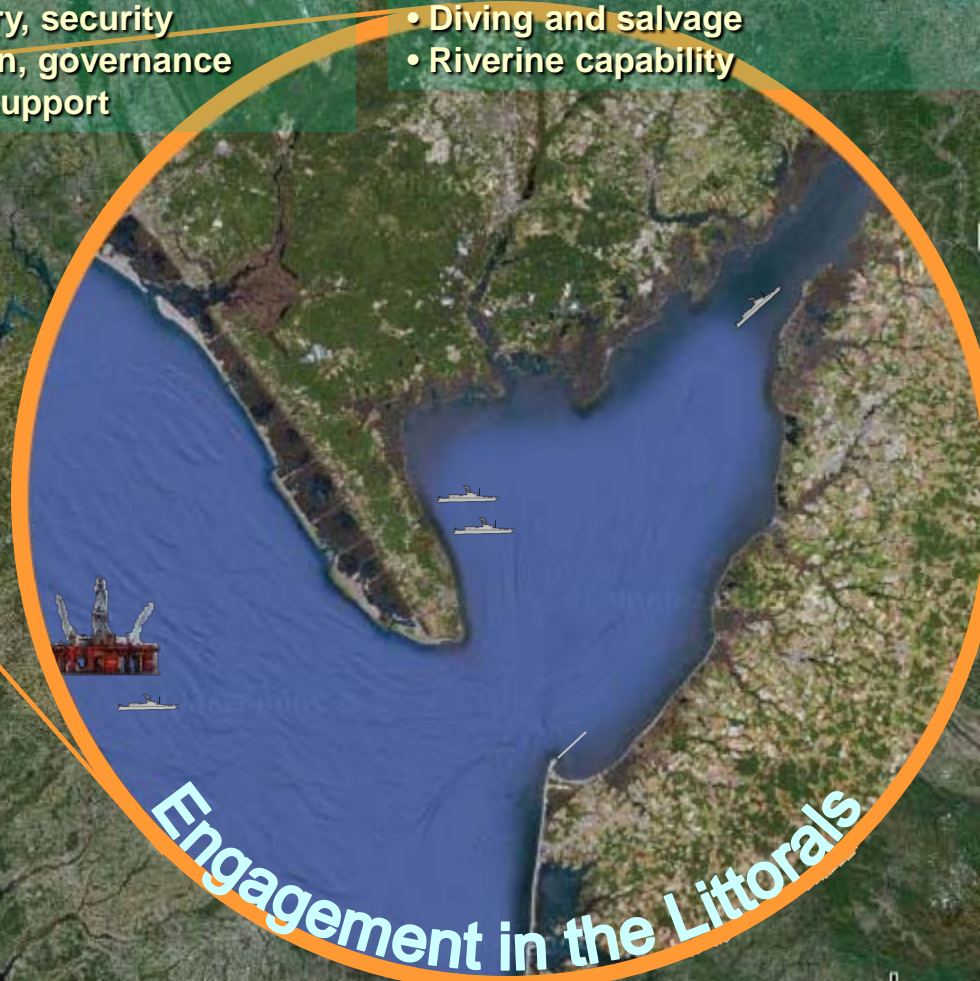 ry, security
n, governance
upport
• Diving and salvage
• Riverine capability
Engagement in the Littorals